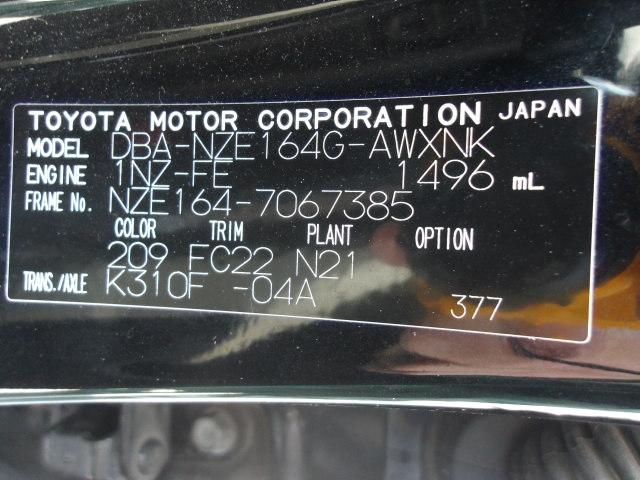 TOYOTA MOTOR CORPORATION JAPAN
MODEL DBA-NZE164G-AWXNK
ENGINE 1NZ-FE 1496 mL
FRAME No. NZE164-7067385
COLOR TRIM PLANT OPTION
209 FC22 N21
TRANS./AXLE K310F -04A
377